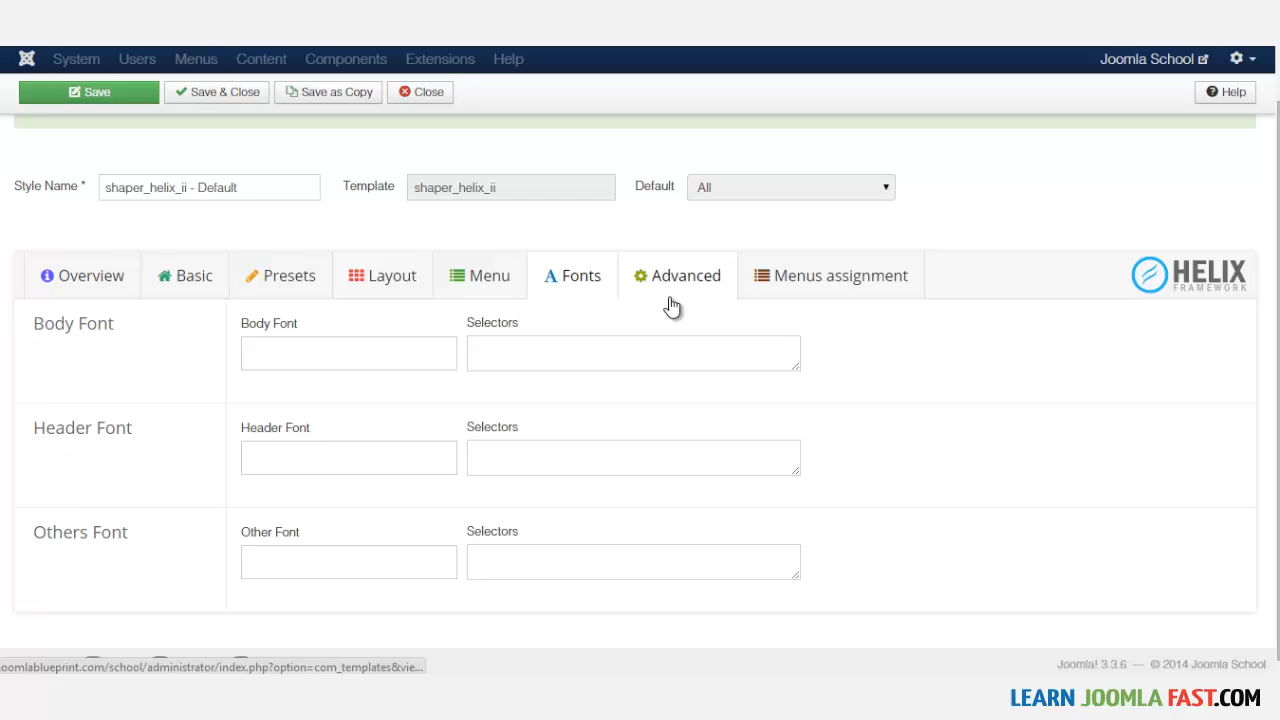 System Users Menus Content Components Extensions Help Joomla School
Save Save & Close Save as Copy Close Help
Style Name * shaper_helix_ii - Default Template shaper_helix_ii Default All
Overview Basic Presets Layout Menu Fonts Advanced Menus assignment HELIX
FRAMEWORK
Body Font Body Font Selectors
Header Font Header Font Selectors
Others Font Other Font Selectors
oomlablueprint.com/school/administrator/index.php?option=com_templates&vie... Joomla! 3.3.6 — © 2014 Joomla School
LEARN JOOMLA FAST.COM